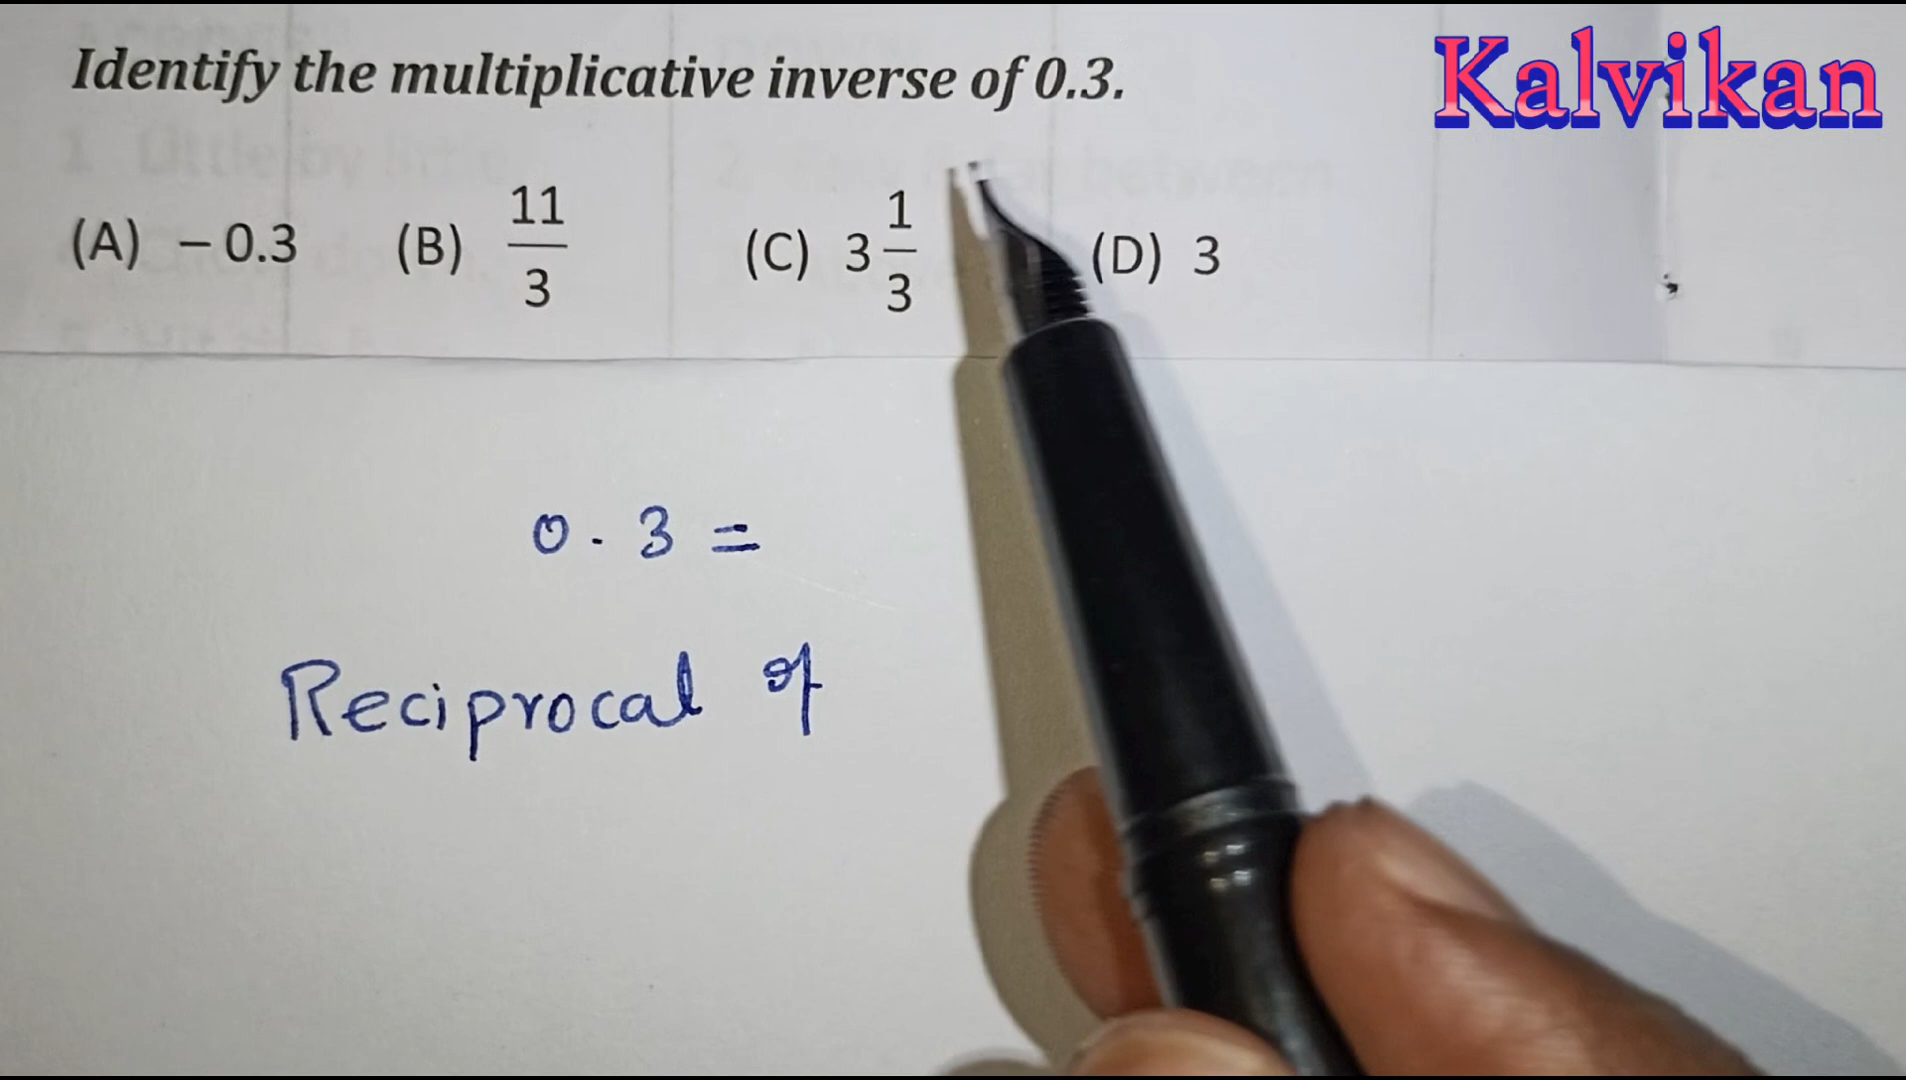 Identify the multiplicative inverse of 0.3.
Kalvikan
(A) – 0.3 (B) 11/3 (C) 3 1/3 (D) 3
0.3 =
Reciprocal of